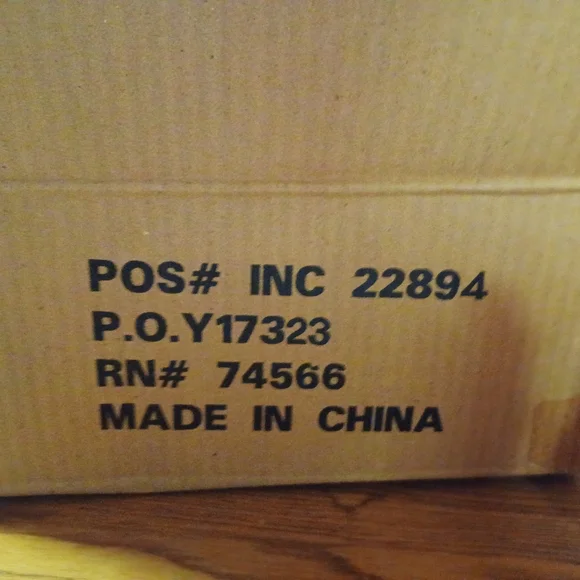 POS# INC 22894
P.O.Y17323
RN# 74566
MADE IN CHINA